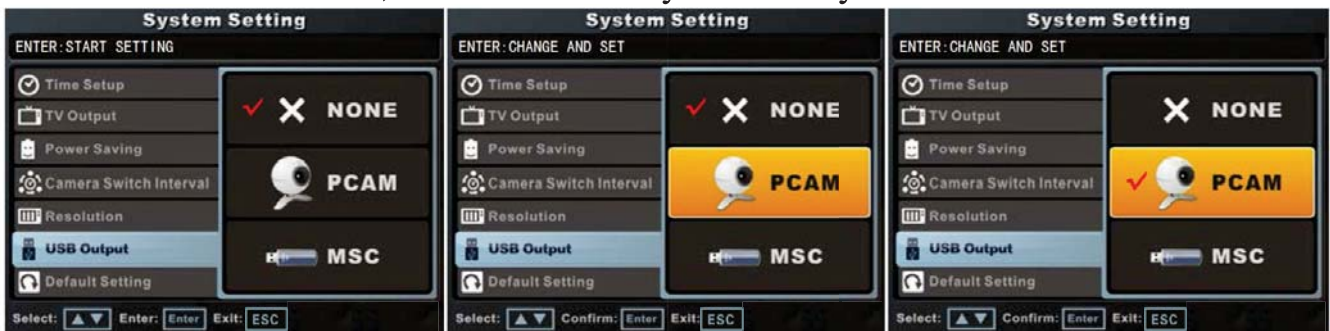 System Setting
ENTER:START SETTING
Time Setup
TV Output
Power Saving
Camera Switch Interval
Resolution
USB Output
Default Setting
NONE
PCAM
MSC
Select: ▲ ▼ Enter: Enter Exit: ESC
System Setting
ENTER:CHANGE AND SET
Time Setup
TV Output
Power Saving
Camera Switch Interval
Resolution
USB Output
Default Setting
NONE
PCAM
MSC
Select: ▲ ▼ Confirm: Enter Exit: ESC
System Setting
ENTER:CHANGE AND SET
Time Setup
TV Output
Power Saving
Camera Switch Interval
Resolution
USB Output
Default Setting
NONE
PCAM
MSC
Select: ▲ ▼ Confirm: Enter Exit: ESC